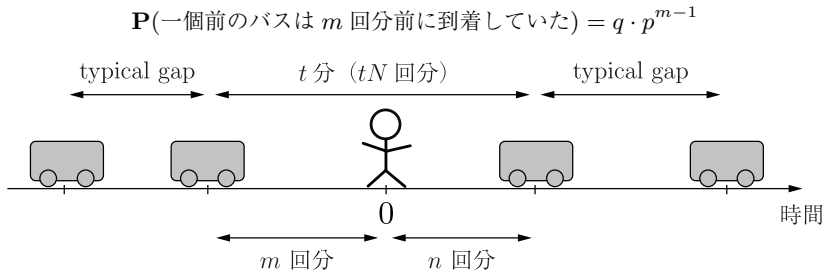 P(一個前のバスは m 回分前に到着していた) = q · p^{m−1}
typical gap
t 分（tN 回分）
typical gap
0
時間
m 回分
n 回分